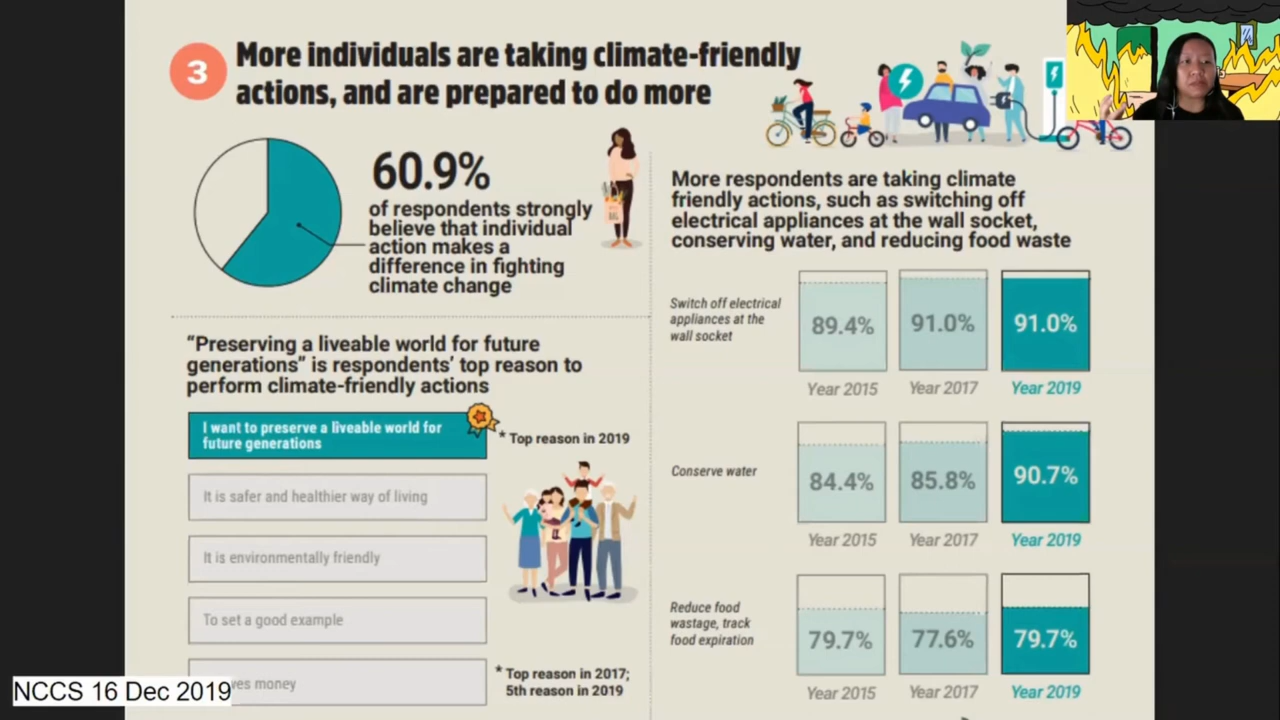 3
More individuals are taking climate-friendly
actions, and are prepared to do more
60.9%
of respondents strongly
believe that individual
action makes a
difference in fighting
climate change
"Preserving a liveable world for future
generations" is respondents' top reason to
perform climate-friendly actions
I want to preserve a liveable world for
future generations
* Top reason in 2019
It is safer and healthier way of living
It is environmentally friendly
To set a good example
money
* Top reason in 2017;
5th reason in 2019
More respondents are taking climate
friendly actions, such as switching off
electrical appliances at the wall socket,
conserving water, and reducing food waste
Switch off electrical
appliances at the
wall socket
89.4% 91.0% 91.0%
Year 2015 Year 2017 Year 2019
Conserve water
84.4% 85.8% 90.7%
Year 2015 Year 2017 Year 2019
Reduce food
wastage, track
food expiration
79.7% 77.6% 79.7%
Year 2015 Year 2017 Year 2019
NCCS 16 Dec 2019